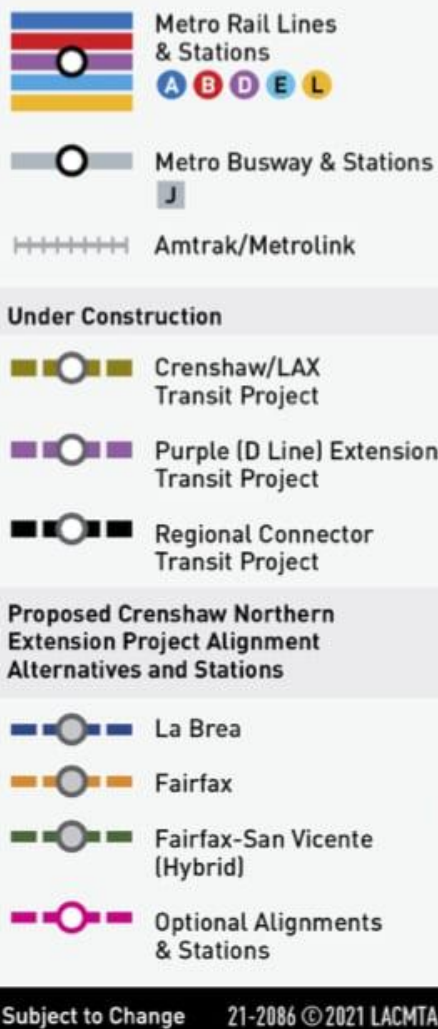 Metro Rail Lines
& Stations
A B D E L
Metro Busway & Stations
J
Amtrak/Metrolink
Under Construction
Crenshaw/LAX
Transit Project
Purple (D Line) Extension
Transit Project
Regional Connector
Transit Project
Proposed Crenshaw Northern
Extension Project Alignment
Alternatives and Stations
La Brea
Fairfax
Fairfax-San Vicente
(Hybrid)
Optional Alignments
& Stations
Subject to Change 21-2086 © 2021 LACMTA